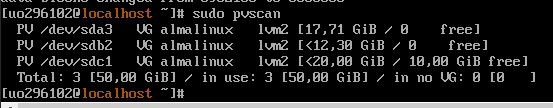 [uo296102@localhost ~]# sudo pvscan
PV /dev/sda3 VG almalinux lvm2 [17,71 GiB / 0 free]
PV /dev/sdb2 VG almalinux lvm2 [<12,30 GiB / 0 free]
PV /dev/sdc1 VG almalinux lvm2 [<20,00 GiB / 10,00 GiB free]
Total: 3 [50,00 GiB] / in use: 3 [50,00 GiB] / in no VG: 0 [0 ]
[uo296102@localhost ~]#